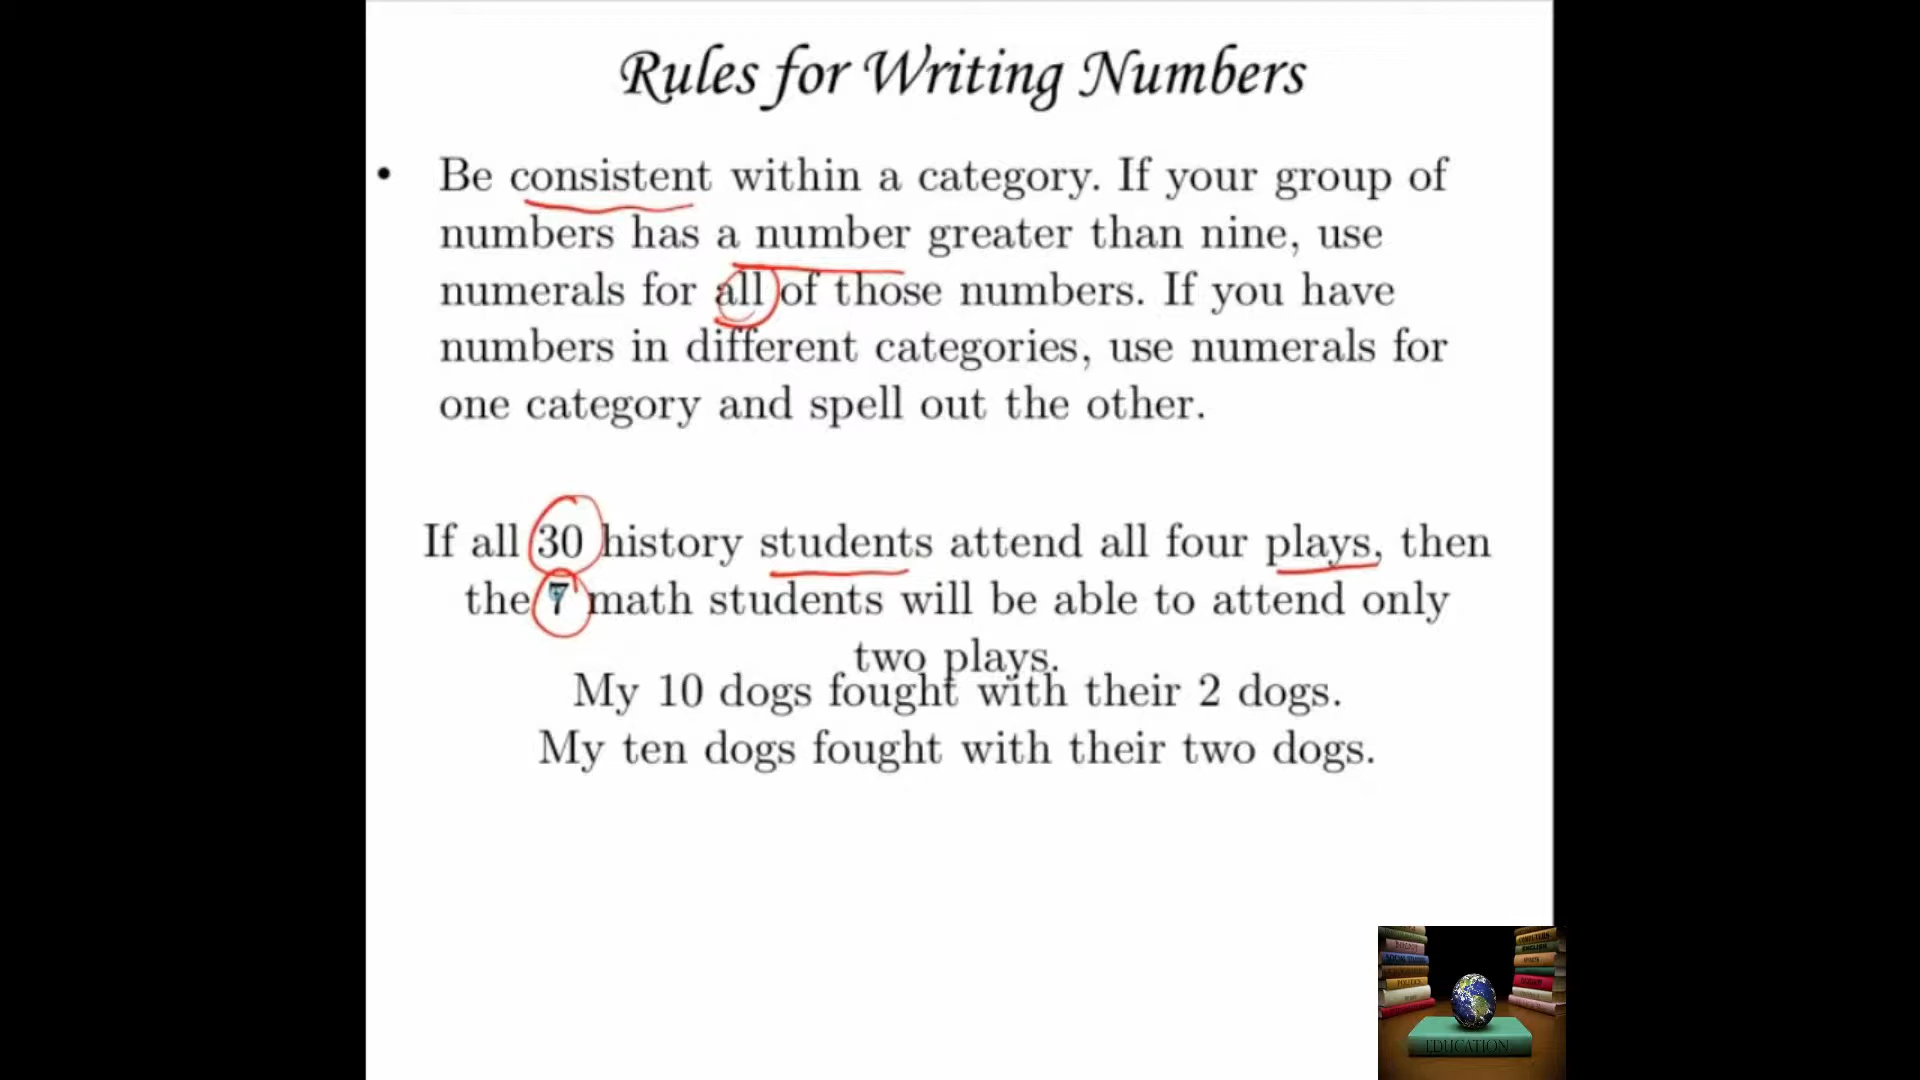 Rules for Writing Numbers
• Be consistent within a category. If your group of
numbers has a number greater than nine, use
numerals for all of those numbers. If you have
numbers in different categories, use numerals for
one category and spell out the other.
If all 30 history students attend all four plays, then
the 7 math students will be able to attend only
two plays.
My 10 dogs fought with their 2 dogs.
My ten dogs fought with their two dogs.
EDUCATION